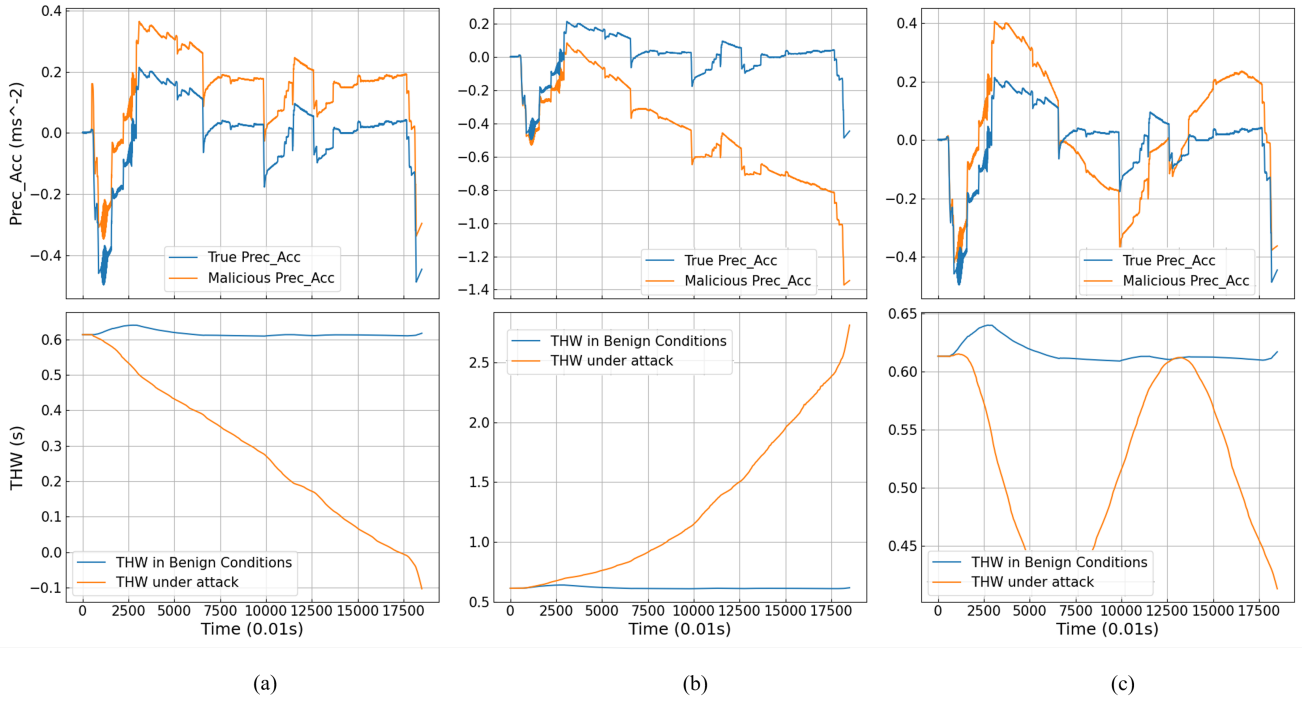 0.4
0.2
0.0
−0.2
−0.4
Prec_Acc (ms^-2)
True Prec_Acc
Malicious Prec_Acc
0.2
0.0
−0.2
−0.4
−0.6
−0.8
−1.0
−1.2
−1.4
True Prec_Acc
Malicious Prec_Acc
0.4
0.2
0.0
−0.2
−0.4
True Prec_Acc
Malicious Prec_Acc
0.6
0.5
0.4
0.3
0.2
0.1
0.0
−0.1
THW (s)
THW in Benign Conditions
THW under attack
0 2500 5000 7500 10000 12500 15000 17500
Time (0.01s)
2.5
2.0
1.5
1.0
0.5
THW in Benign Conditions
THW under attack
0 2500 5000 7500 10000 12500 15000 17500
Time (0.01s)
0.65
0.60
0.55
0.50
0.45
THW in Benign Conditions
THW under attack
0 2500 5000 7500 10000 12500 15000 17500
Time (0.01s)
(a)
(b)
(c)